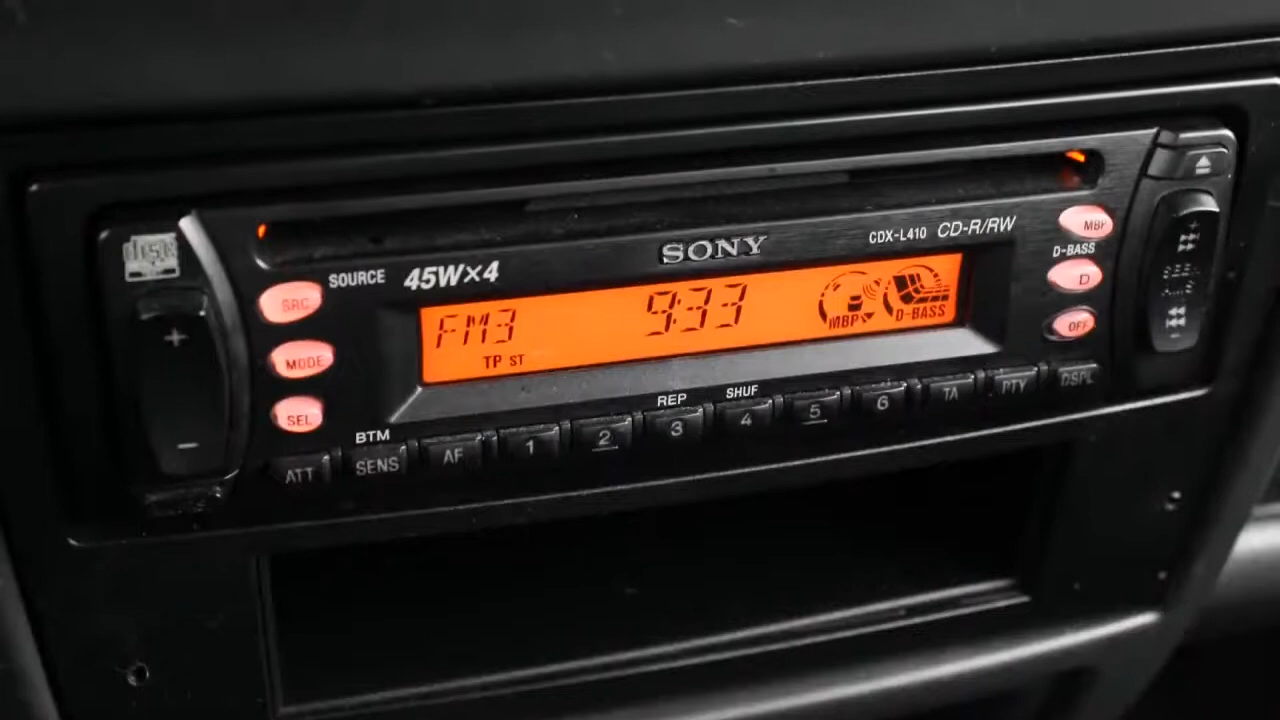 disc
SONY
CDX-L410 CD-R/RW
SOURCE 45W×4
SRC
MODE
SEL
FM3 9:33
TP ST
MBP D-BASS
MBP
D-BASS
D
OFF
+
−
SEEK
BTM REP SHUF
ATT SENS AF 1 2 3 4 5 6 TA PTY DSPL